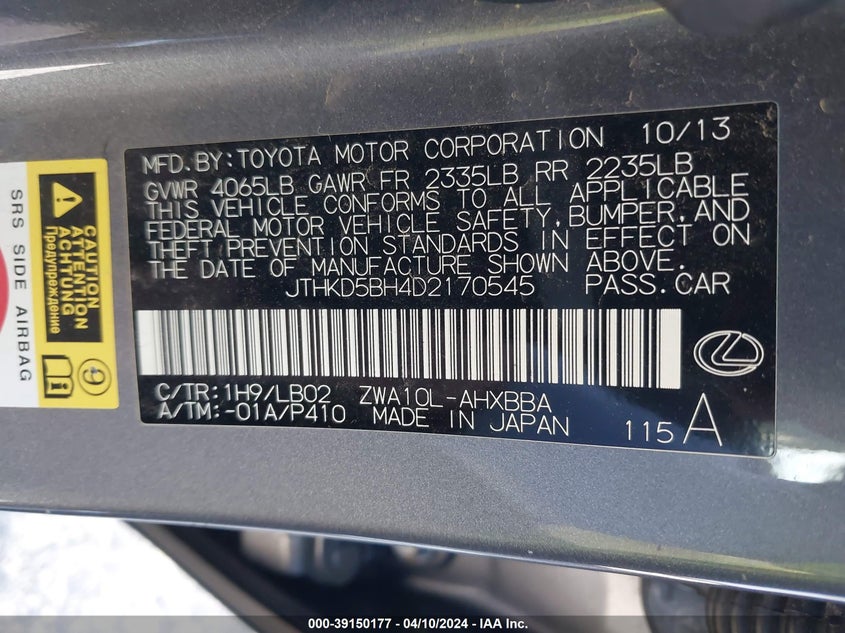 MFD. BY: TOYOTA MOTOR CORPORATION 10/13
GVWR 4065LB GAWR FR 2335LB RR 2235LB
THIS VEHICLE CONFORMS TO ALL APPLICABLE
FEDERAL MOTOR VEHICLE SAFETY, BUMPER, AND
THEFT PREVENTION STANDARDS IN EFFECT ON
THE DATE OF MANUFACTURE SHOWN ABOVE.
JTHKD5BH4D2170545 PASS. CAR
C/TR: 1H9/LB02 ZWA10L-AHXBBA
A/TM: -01A/P410 MADE IN JAPAN
115 A
CAUTION
ATTENTION
ACHTUNG
Предупреждение
SRS SIDE AIRBAG
9
000-39150177 - 04/10/2024 - IAA Inc.